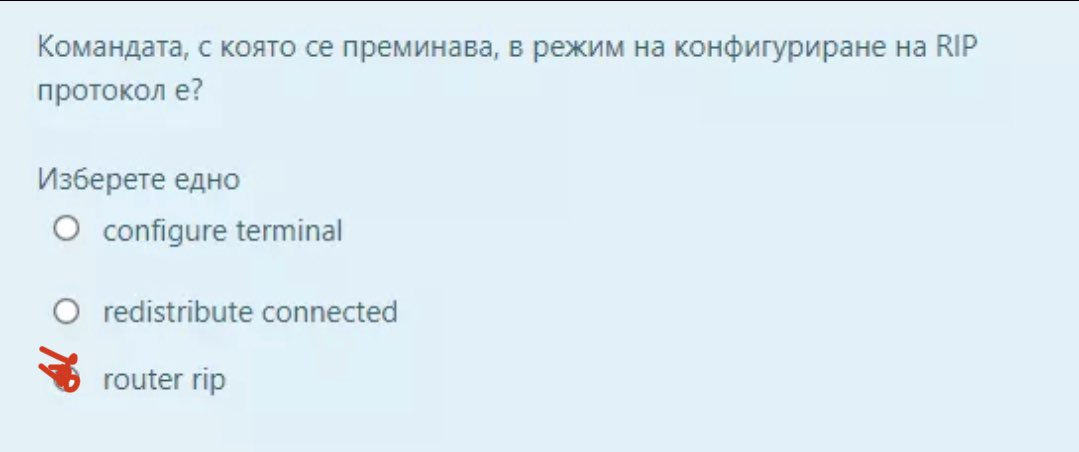 Командата, с която се преминава, в режим на конфигуриране на RIP
протокол е?
Изберете едно
configure terminal
redistribute connected
router rip